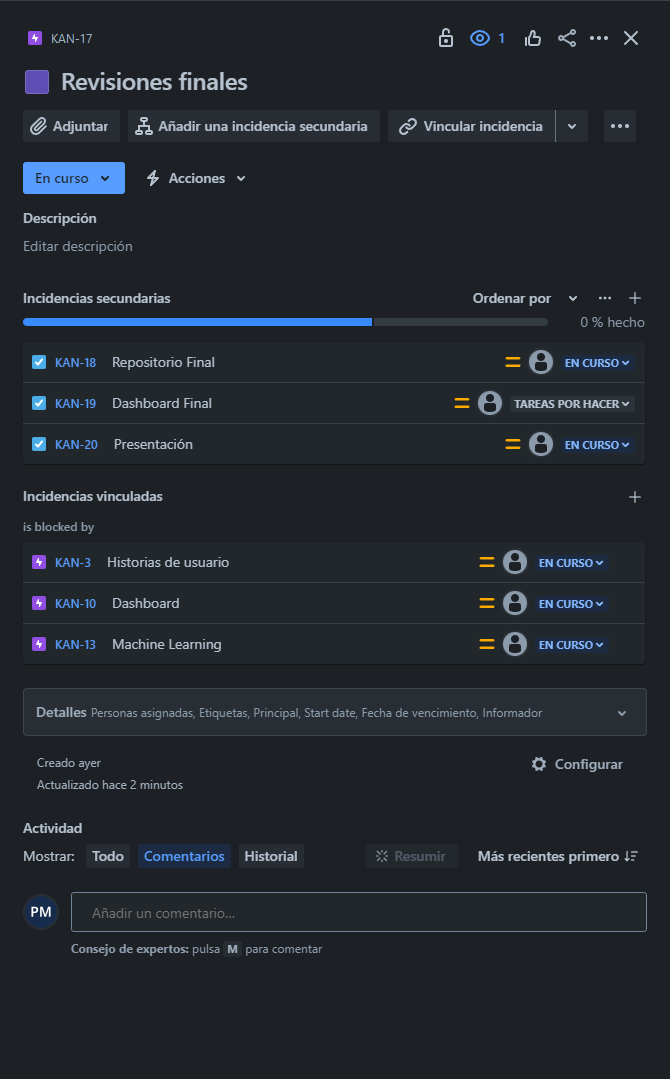 KAN-17
1
Revisiones finales
Adjuntar
Añadir una incidencia secundaria
Vincular incidencia
En curso
Acciones
Descripción
Editar descripción
Incidencias secundarias
Ordenar por
0 % hecho
KAN-18 Repositorio Final EN CURSO
KAN-19 Dashboard Final TAREAS POR HACER
KAN-20 Presentación EN CURSO
Incidencias vinculadas
is blocked by
KAN-3 Historias de usuario EN CURSO
KAN-10 Dashboard EN CURSO
KAN-13 Machine Learning EN CURSO
Detalles Personas asignadas, Etiquetas, Principal, Start date, Fecha de vencimiento, Informador
Creado ayer
Configurar
Actualizado hace 2 minutos
Actividad
Mostrar: Todo Comentarios Historial Resumir Más recientes primero
PM Añadir un comentario...
Consejo de expertos: pulsa M para comentar